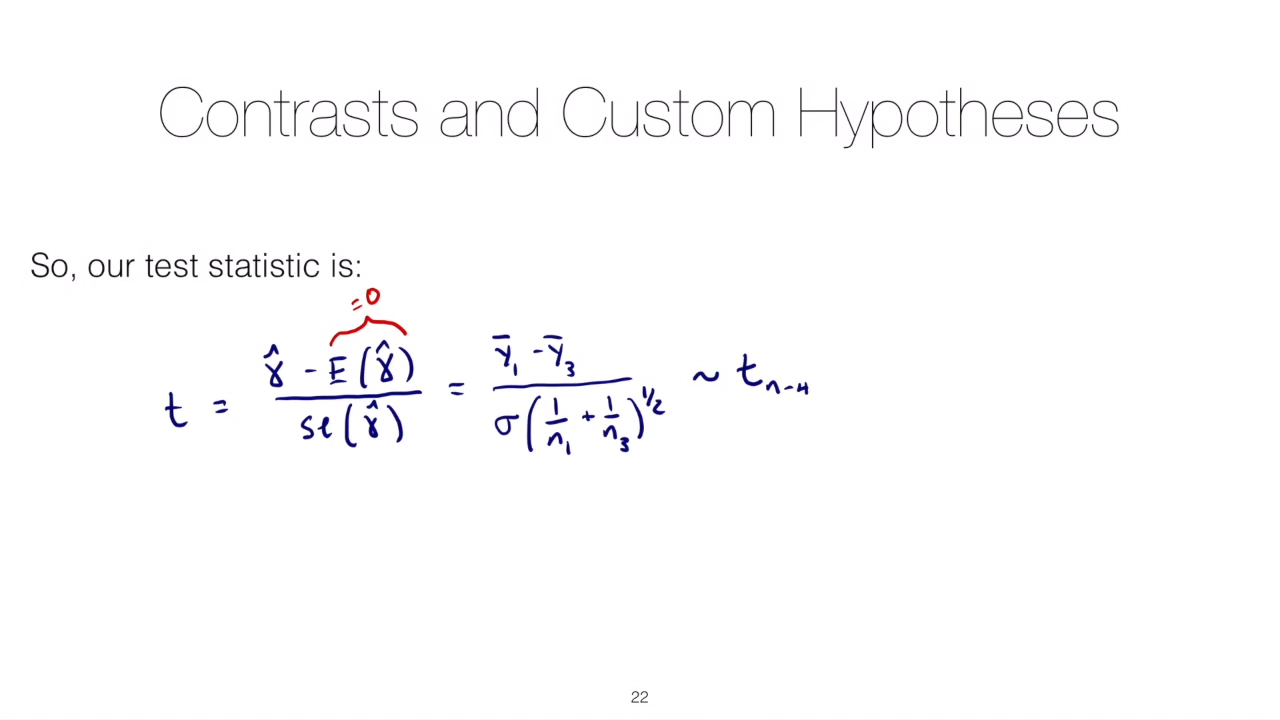 Contrasts and Custom Hypotheses
So, our test statistic is:
=0
t = (γ̂ − E(γ̂)) / se(γ̂) = (ȳ₁ − ȳ₃) / σ(1/n₁ + 1/n₃)^1/2 ~ tₙ₋₄
22